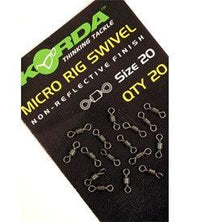 KORDA
THINKING TACKLE
MICRO RIG SWIVEL
NON-REFLECTIVE FINISH
Size 20
QTY 20